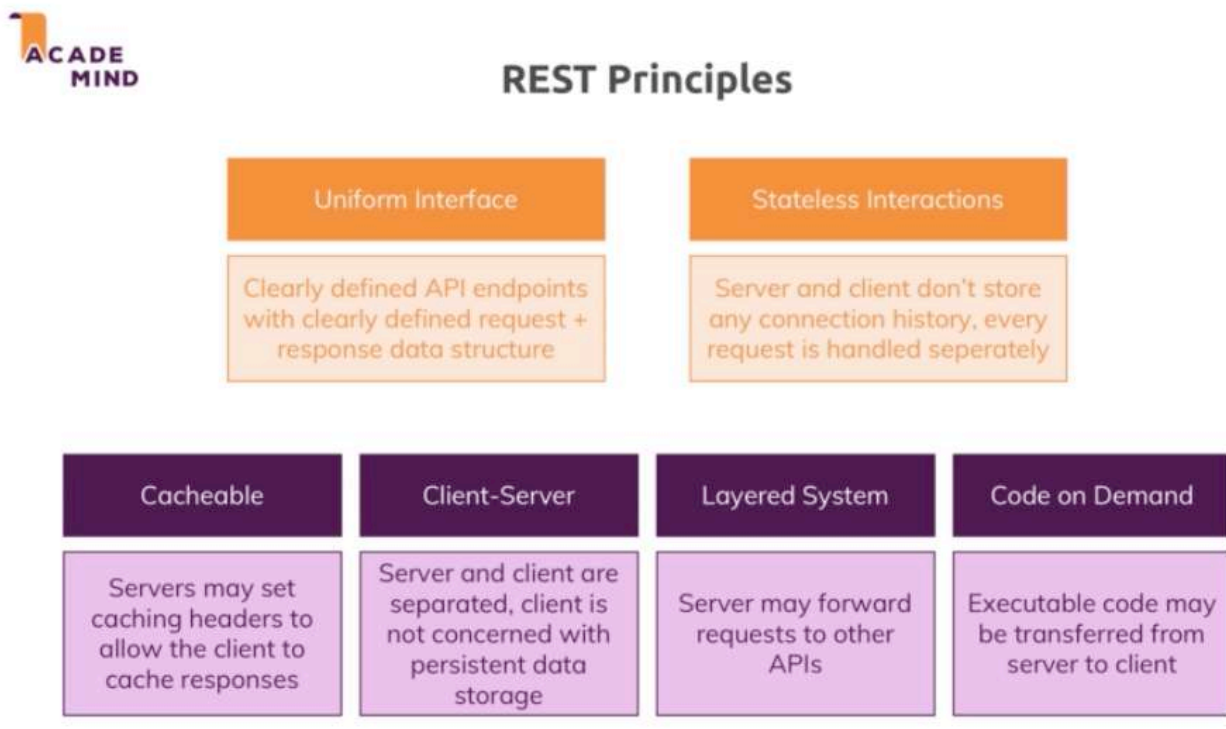 ACADE
MIND
REST Principles
Uniform Interface
Clearly defined API endpoints
with clearly defined request +
response data structure
Stateless Interactions
Server and client don't store
any connection history, every
request is handled seperately
Cacheable
Servers may set
caching headers to
allow the client to
cache responses
Client-Server
Server and client are
separated, client is
not concerned with
persistent data
storage
Layered System
Server may forward
requests to other
APIs
Code on Demand
Executable code may
be transferred from
server to client